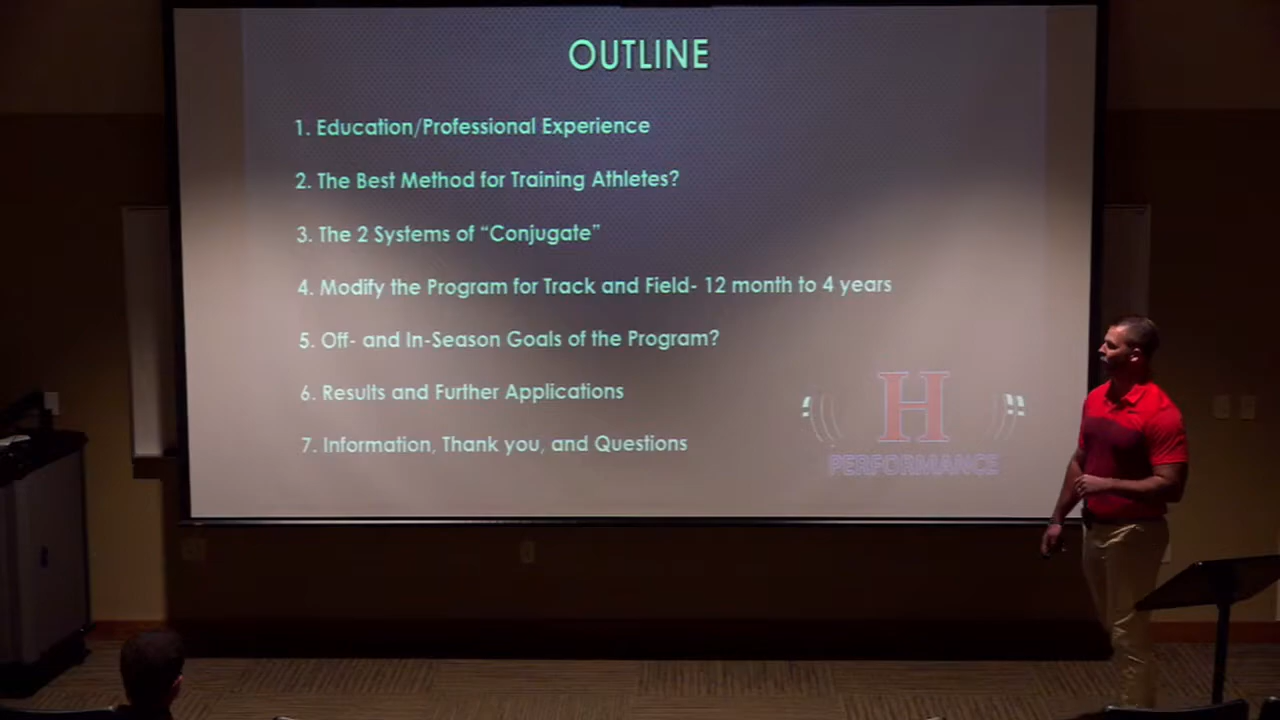 OUTLINE
1. Education/Professional Experience
2. The Best Method for Training Athletes?
3. The 2 Systems of “Conjugate”
4. Modify the Program for Track and Field- 12 month to 4 years
5. Off- and In-Season Goals of the Program?
6. Results and Further Applications
7. Information, Thank you, and Questions
H
PERFORMANCE